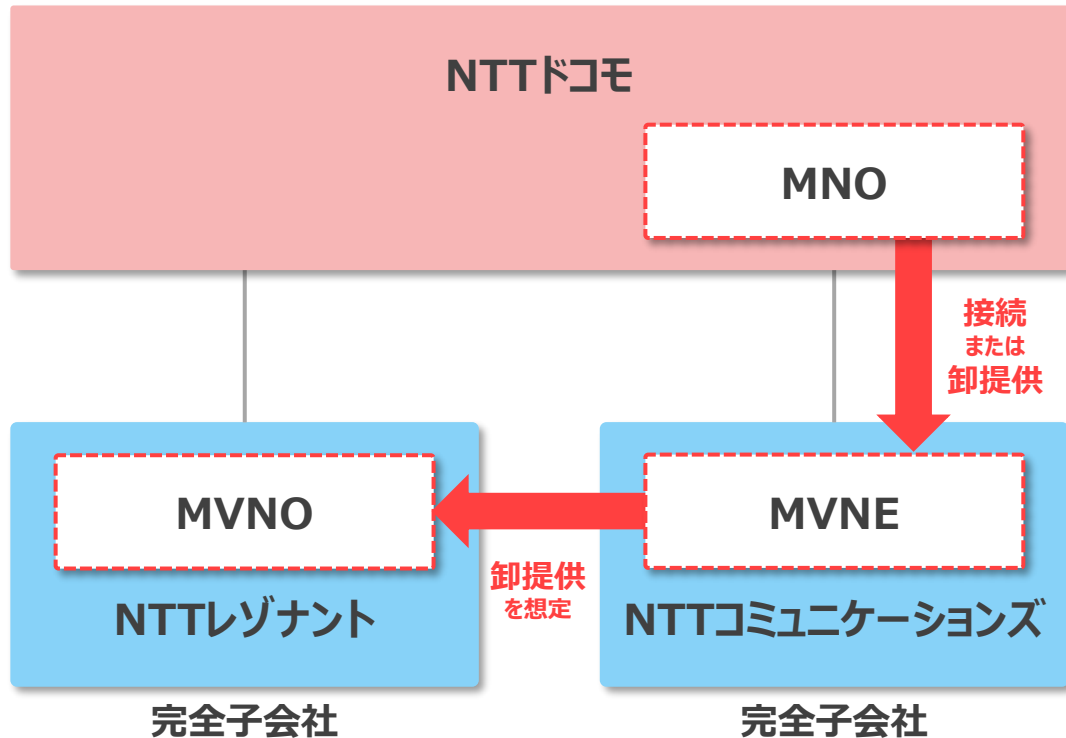 NTTドコモ
MNO
接続
または
卸提供
MVNO
MVNE
卸提供
を想定
NTTレゾナント
NTTコミュニケーションズ
完全子会社
完全子会社